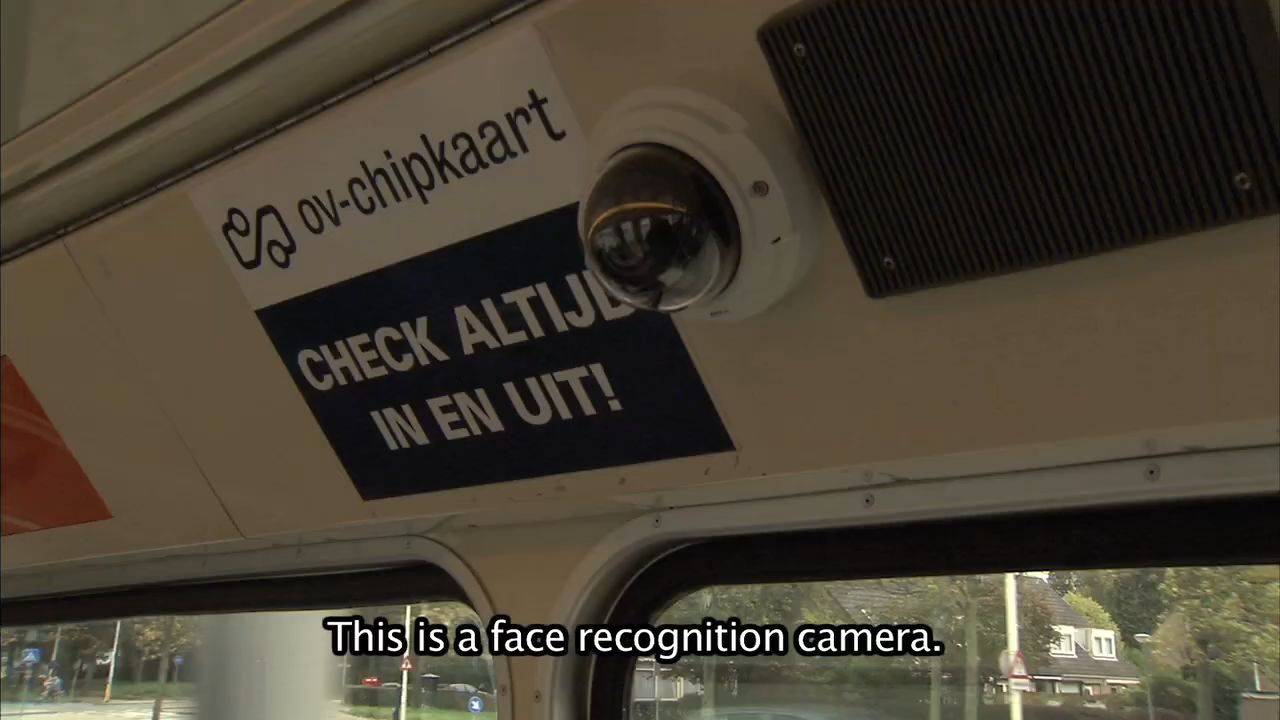 ov-chipkaart
CHECK ALTIJD
IN EN UIT!
This is a face recognition camera.